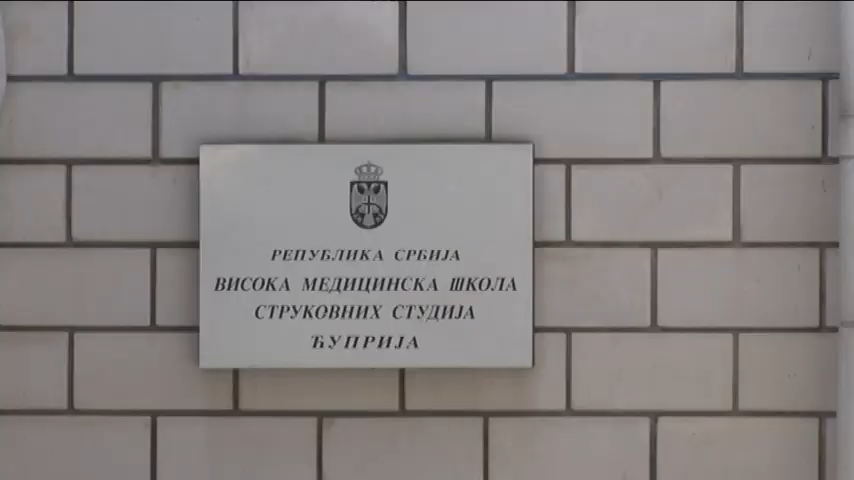 РЕПУБЛИКА СРБИЈА
ВИСОКА МЕДИЦИНСКА ШКОЛА
СТРУКОВНИХ СТУДИЈА
ЋУПРИЈА